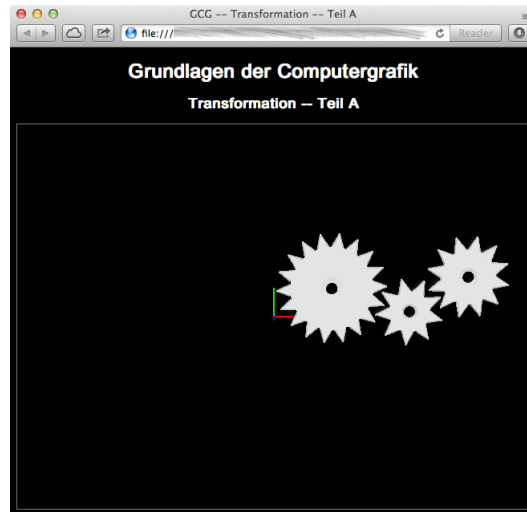 GCG -- Transformation -- Teil A
file:///
Reader
Grundlagen der Computergrafik
Transformation -- Teil A